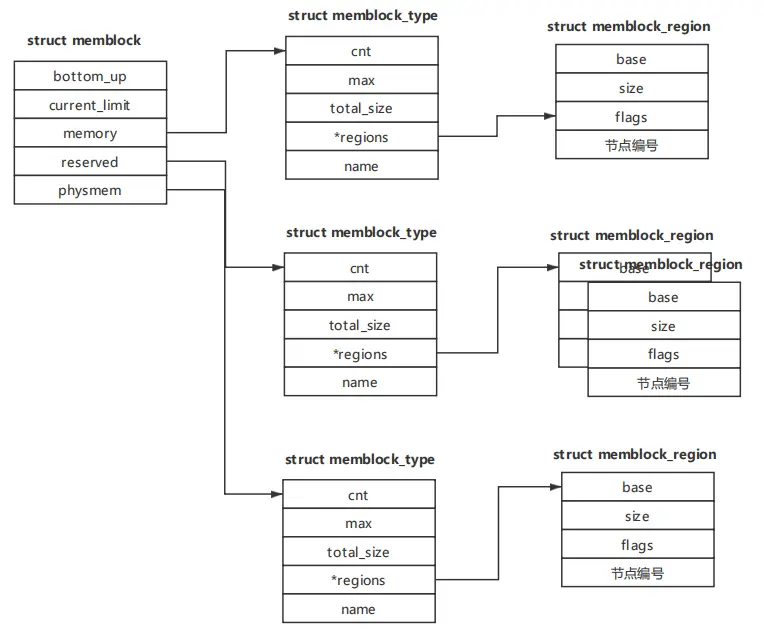 struct memblock
bottom_up
current_limit
memory
reserved
physmem
struct memblock_type
cnt
max
total_size
*regions
name
struct memblock_region
base
size
flags
节点编号
struct memblock_type
cnt
max
total_size
*regions
name
struct memblock_region
base
struct memblock_region
base
size
flags
节点编号
struct memblock_type
cnt
max
total_size
*regions
name
struct memblock_region
base
size
flags
节点编号